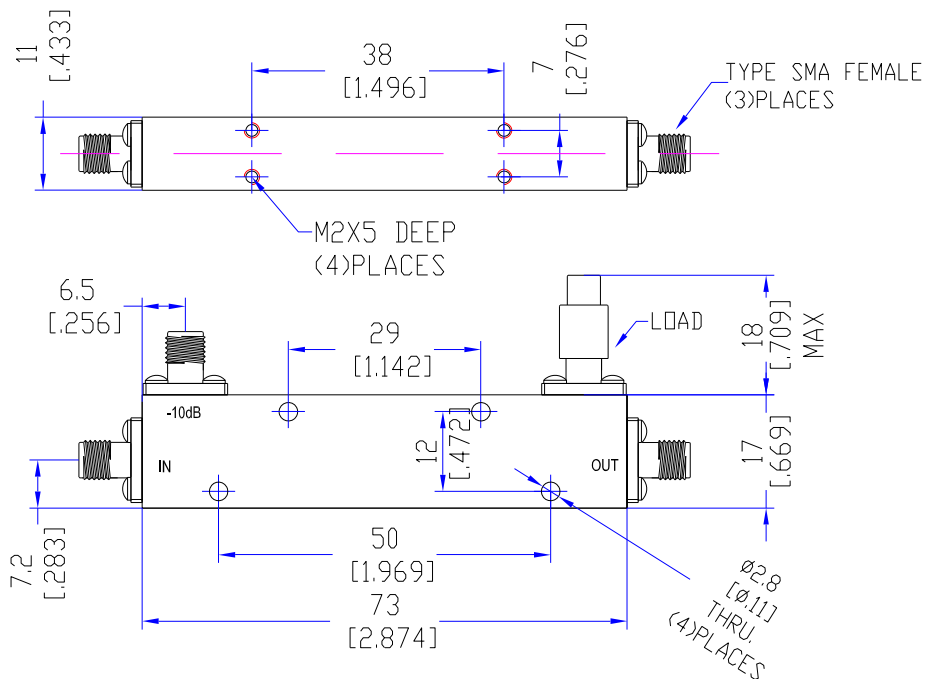 11
[.433]
38
[1.496]
7
[.276]
TYPE SMA FEMALE
(3)PLACES
M2X5 DEEP
(4)PLACES
6.5
[.256]
29
[1.142]
LOAD
18
[.709]
MAX
-10dB
12
[.472]
17
[.669]
IN
OUT
7.2
[.283]
50
[1.969]
73
[2.874]
Ø2.8
[Ø.11]
THRU.
(4)PLACES